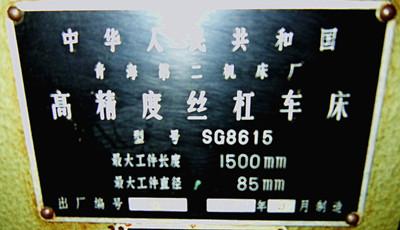 中华人民共和国
青海第二机床厂
高精度丝杠车床
型号 SG8615
最大工件长度 1500mm
最大工件直径 85mm
出厂编号 年 月制造